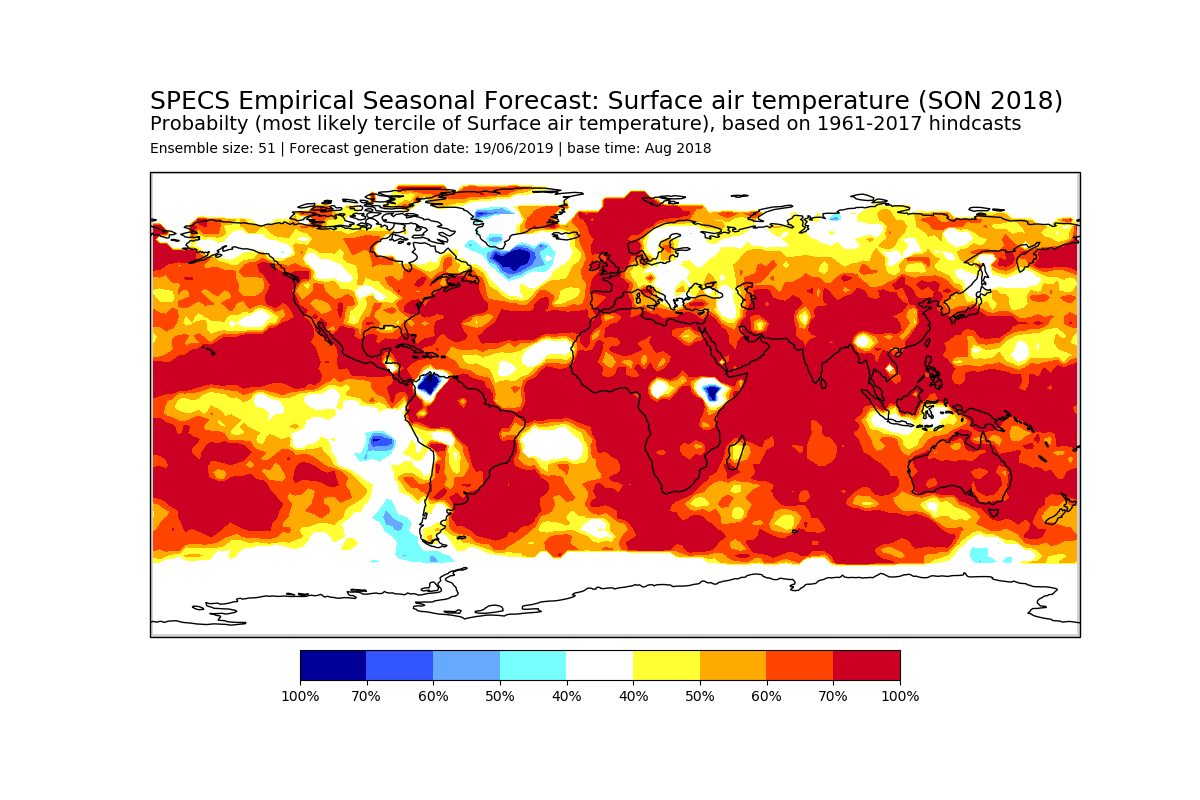 SPECS Empirical Seasonal Forecast: Surface air temperature (SON 2018)
Probabilty (most likely tercile of Surface air temperature), based on 1961-2017 hindcasts
Ensemble size: 51 | Forecast generation date: 19/06/2019 | base time: Aug 2018
100% 70% 60% 50% 40% 40% 50% 60% 70% 100%